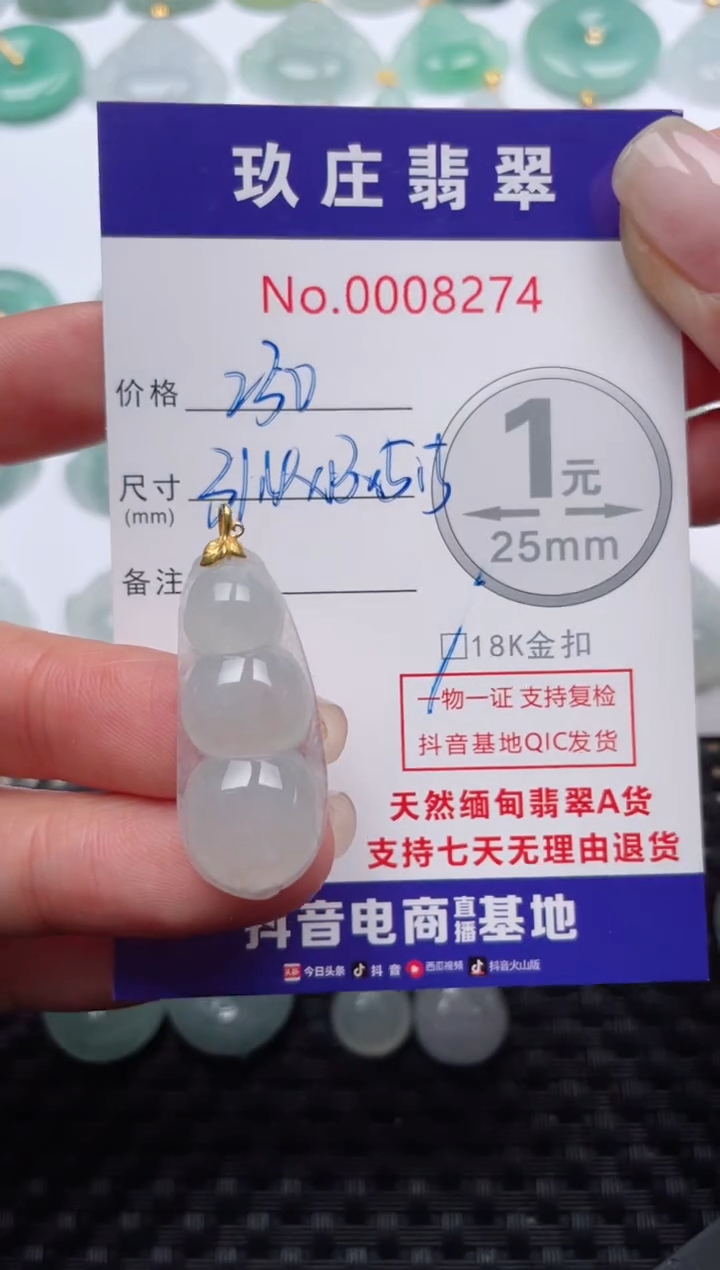 玖庄翡翠
No.0008274
价格 250
尺寸
(mm)
1元
25mm
备注
18K金扣
一物一证 支持复检
抖音基地QIC发货
天然缅甸翡翠A货
支持七天无理由退货
抖音电商直播基地
头条 今日头条 抖音 西瓜视频 抖音火山版